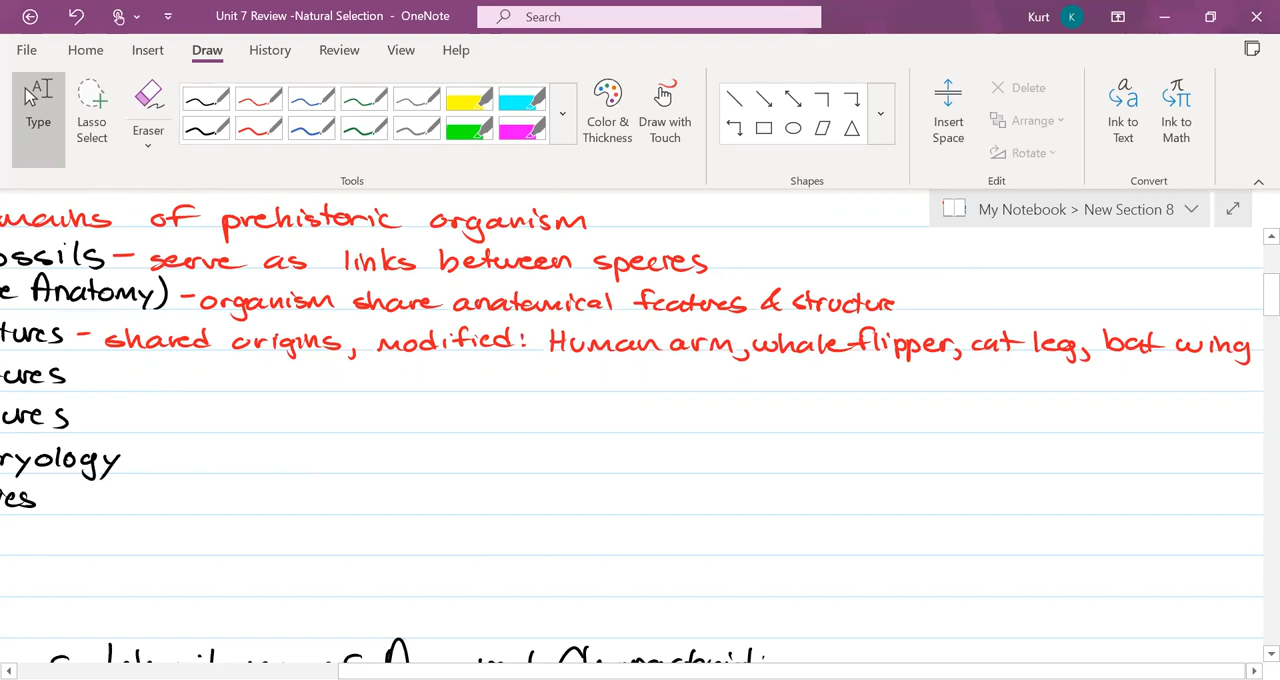 Unit 7 Review -Natural Selection - OneNote
Search
Kurt K
File Home Insert Draw History Review View Help
Type
Lasso Select
Eraser
Color & Thickness
Draw with Touch
Insert Space
Delete
Arrange
Rotate
Ink to Text
Ink to Math
Tools Shapes Edit Convert
My Notebook > New Section 8
mains of prehistoric organism
ossils - serve as links between species
e Anatomy) - organism share anatomical features & structure
tures - shared origins, modified: Human arm, whale flipper, cat leg, bat wing
ures
ures
ryology